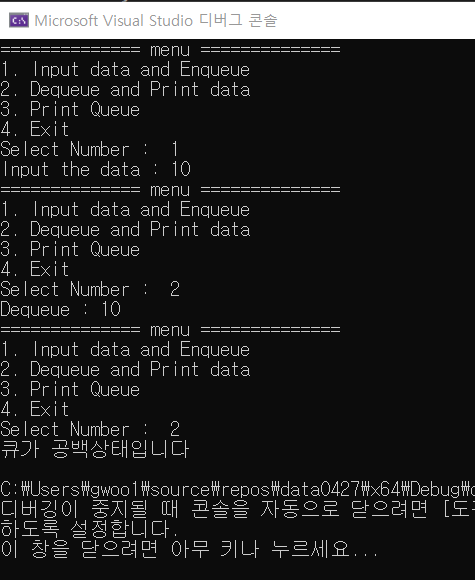 Microsoft Visual Studio 디버그 콘솔
============== menu ==============
1. Input data and Enqueue
2. Dequeue and Print data
3. Print Queue
4. Exit
Select Number :  1
Input the data : 10
============== menu ==============
1. Input data and Enqueue
2. Dequeue and Print data
3. Print Queue
4. Exit
Select Number :  2
Dequeue : 10
============== menu ==============
1. Input data and Enqueue
2. Dequeue and Print data
3. Print Queue
4. Exit
Select Number :  2
큐가 공백상태입니다
C:₩Users₩gwoo1₩source₩repos₩data0427₩x64₩Debug₩
디버깅이 중지될 때 콘솔을 자동으로 닫으려면
하도록 설정합니다.
이 창을 닫으려면 아무 키나 누르세요...